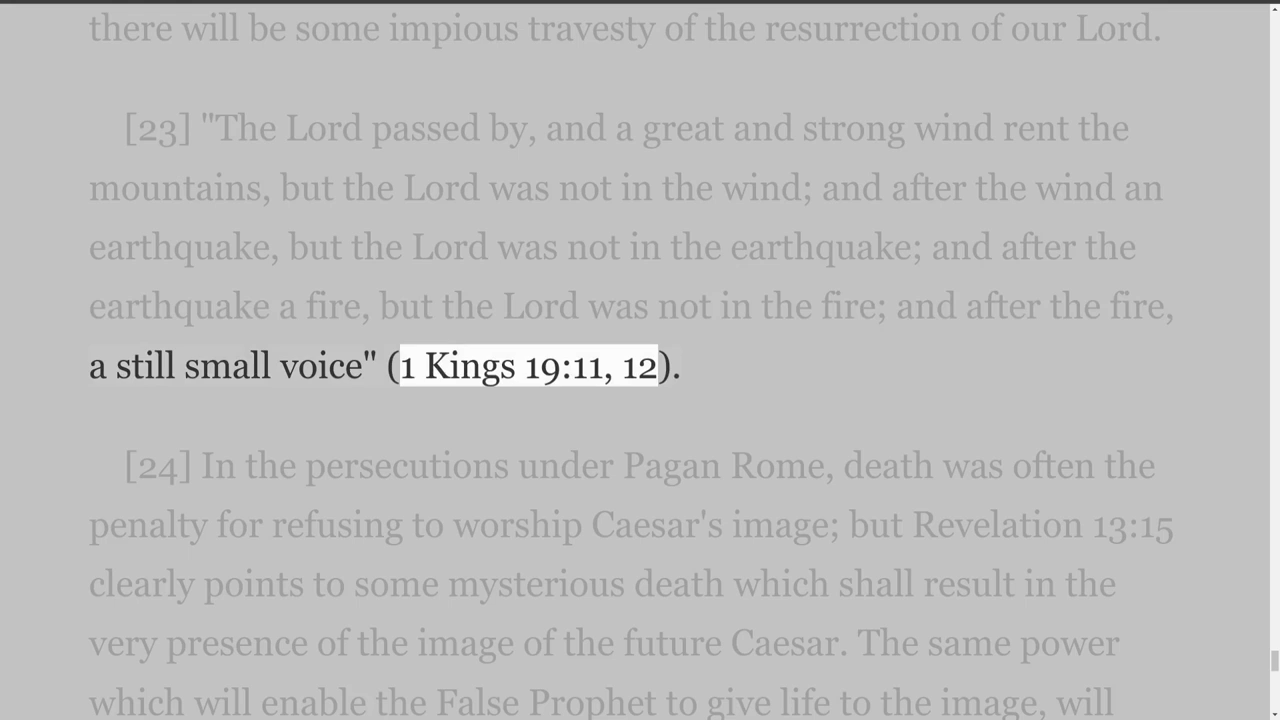 there will be some impious travesty of the resurrection of our Lord.
[23] "The Lord passed by, and a great and strong wind rent the
mountains, but the Lord was not in the wind; and after the wind an
earthquake, but the Lord was not in the earthquake; and after the
earthquake a fire, but the Lord was not in the fire; and after the fire,
a still small voice" (1 Kings 19:11, 12).
[24] In the persecutions under Pagan Rome, death was often the
penalty for refusing to worship Caesar's image; but Revelation 13:15
clearly points to some mysterious death which shall result in the
very presence of the image of the future Caesar. The same power
which will enable the False Prophet to give life to the image, will